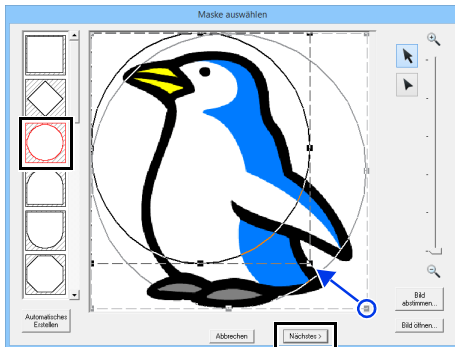 Maske auswählen
Automatisches
Erstellen
Bild
abstimmen...
Bild öffnen...
Abbrechen
Nächstes >